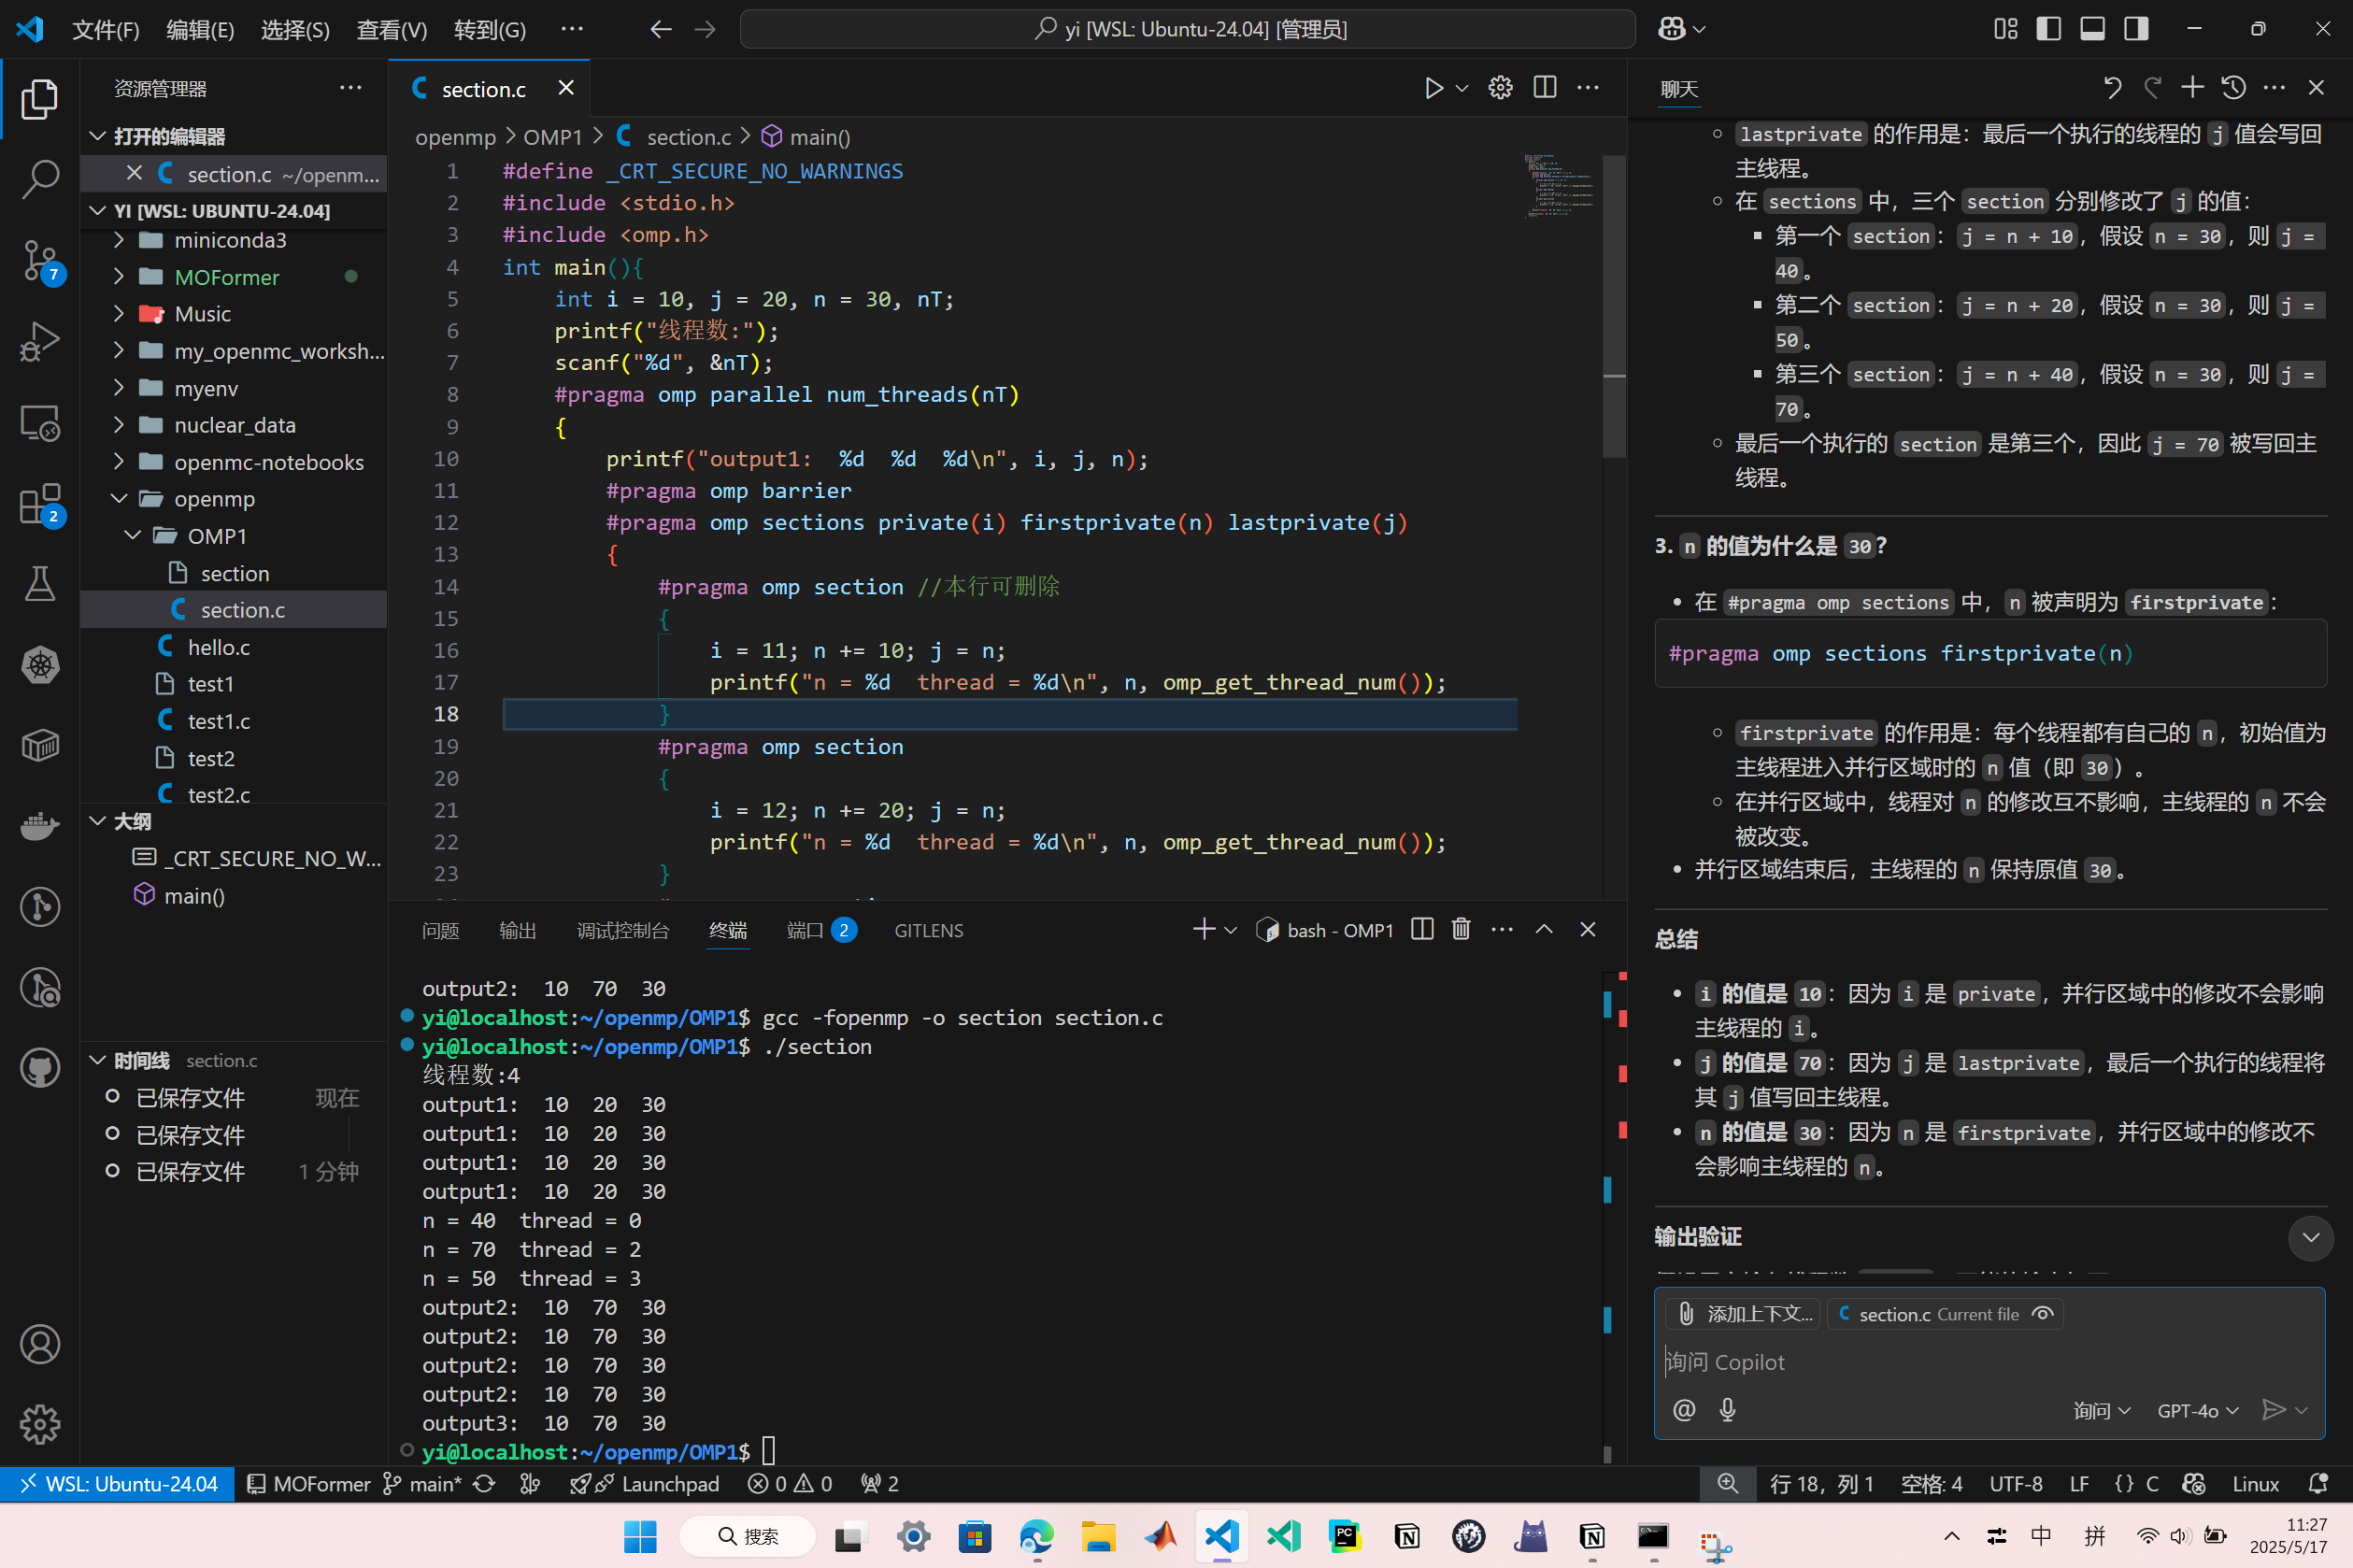 文件(F) 编辑(E) 选择(S) 查看(V) 转到(G) ··· yi [WSL: Ubuntu-24.04] [管理员]
资源管理器
打开的编辑器
section.c ~/openm...
YI [WSL: UBUNTU-24.04]
miniconda3
MOFormer
Music
my_openmc_worksh...
myenv
nuclear_data
openmc-notebooks
openmp
OMP1
section
section.c
hello.c
test1
test1.c
test2
test2.c
大纲
_CRT_SECURE_NO_W...
main()
时间线 section.c
已保存文件 现在
已保存文件
已保存文件 1 分钟
7
2
section.c
openmp > OMP1 > section.c > main()
1 #define _CRT_SECURE_NO_WARNINGS
2 #include <stdio.h>
3 #include <omp.h>
4 int main(){
5 int i = 10, j = 20, n = 30, nT;
6 printf("线程数:");
7 scanf("%d", &nT);
8 #pragma omp parallel num_threads(nT)
9 {
10 printf("output1:  %d  %d  %d\n", i, j, n);
11 #pragma omp barrier
12 #pragma omp sections private(i) firstprivate(n) lastprivate(j)
13 {
14 #pragma omp section //本行可删除
15 {
16 i = 11; n += 10; j = n;
17 printf("n = %d  thread = %d\n", n, omp_get_thread_num());
18 }
19 #pragma omp section
20 {
21 i = 12; n += 20; j = n;
22 printf("n = %d  thread = %d\n", n, omp_get_thread_num());
23 }
问题 输出 调试控制台 终端 端口 2 GITLENS bash - OMP1
output2:  10  70  30
yi@localhost:~/openmp/OMP1$ gcc -fopenmp -o section section.c
yi@localhost:~/openmp/OMP1$ ./section
线程数:4
output1:  10  20  30
output1:  10  20  30
output1:  10  20  30
output1:  10  20  30
n = 40  thread = 0
n = 70  thread = 2
n = 50  thread = 3
output2:  10  70  30
output2:  10  70  30
output2:  10  70  30
output2:  10  70  30
output3:  10  70  30
yi@localhost:~/openmp/OMP1$
聊天
lastprivate 的作用是：最后一个执行的线程的 j 值会写回
主线程。
在 sections 中，三个 section 分别修改了 j 的值：
第一个 section：j = n + 10，假设 n = 30，则 j =
40。
第二个 section：j = n + 20，假设 n = 30，则 j =
50。
第三个 section：j = n + 40，假设 n = 30，则 j =
70。
最后一个执行的 section 是第三个，因此 j = 70 被写回主
线程。
3. n 的值为什么是 30？
在 #pragma omp sections 中，n 被声明为 firstprivate：
#pragma omp sections firstprivate(n)
firstprivate 的作用是：每个线程都有自己的 n，初始值为
主线程进入并行区域时的 n 值（即 30）。
在并行区域中，线程对 n 的修改互不影响，主线程的 n 不会
被改变。
并行区域结束后，主线程的 n 保持原值 30。
总结
i 的值是 10：因为 i 是 private，并行区域中的修改不会影响
主线程的 i。
j 的值是 70：因为 j 是 lastprivate，最后一个执行的线程将
其 j 值写回主线程。
n 的值是 30：因为 n 是 firstprivate，并行区域中的修改不
会影响主线程的 n。
输出验证
添加上下文... section.c Current file
询问 Copilot
@ 询问 GPT-4o
WSL: Ubuntu-24.04 MOFormer main* Launchpad 0 0 2 行 18，列 1 空格: 4 UTF-8 LF {} C Linux
搜索
中 拼 11:27
2025/5/17